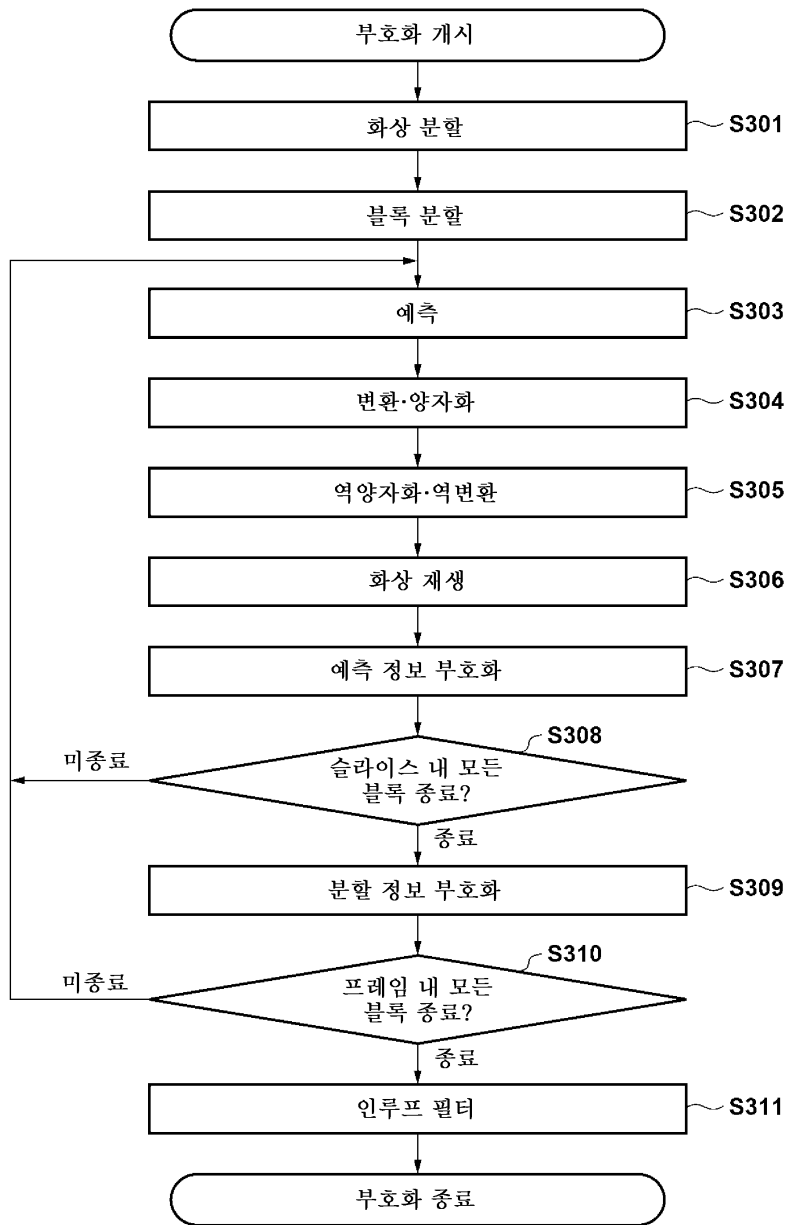 부호화 개시
화상 분할
S301
블록 분할
S302
예측
S303
변환·양자화
S304
역양자화·역변환
S305
화상 재생
S306
예측 정보 부호화
S307
S308
미종료
슬라이스 내 모든
블록 종료?
종료
분할 정보 부호화
S309
S310
미종료
프레임 내 모든
블록 종료?
종료
인루프 필터
S311
부호화 종료